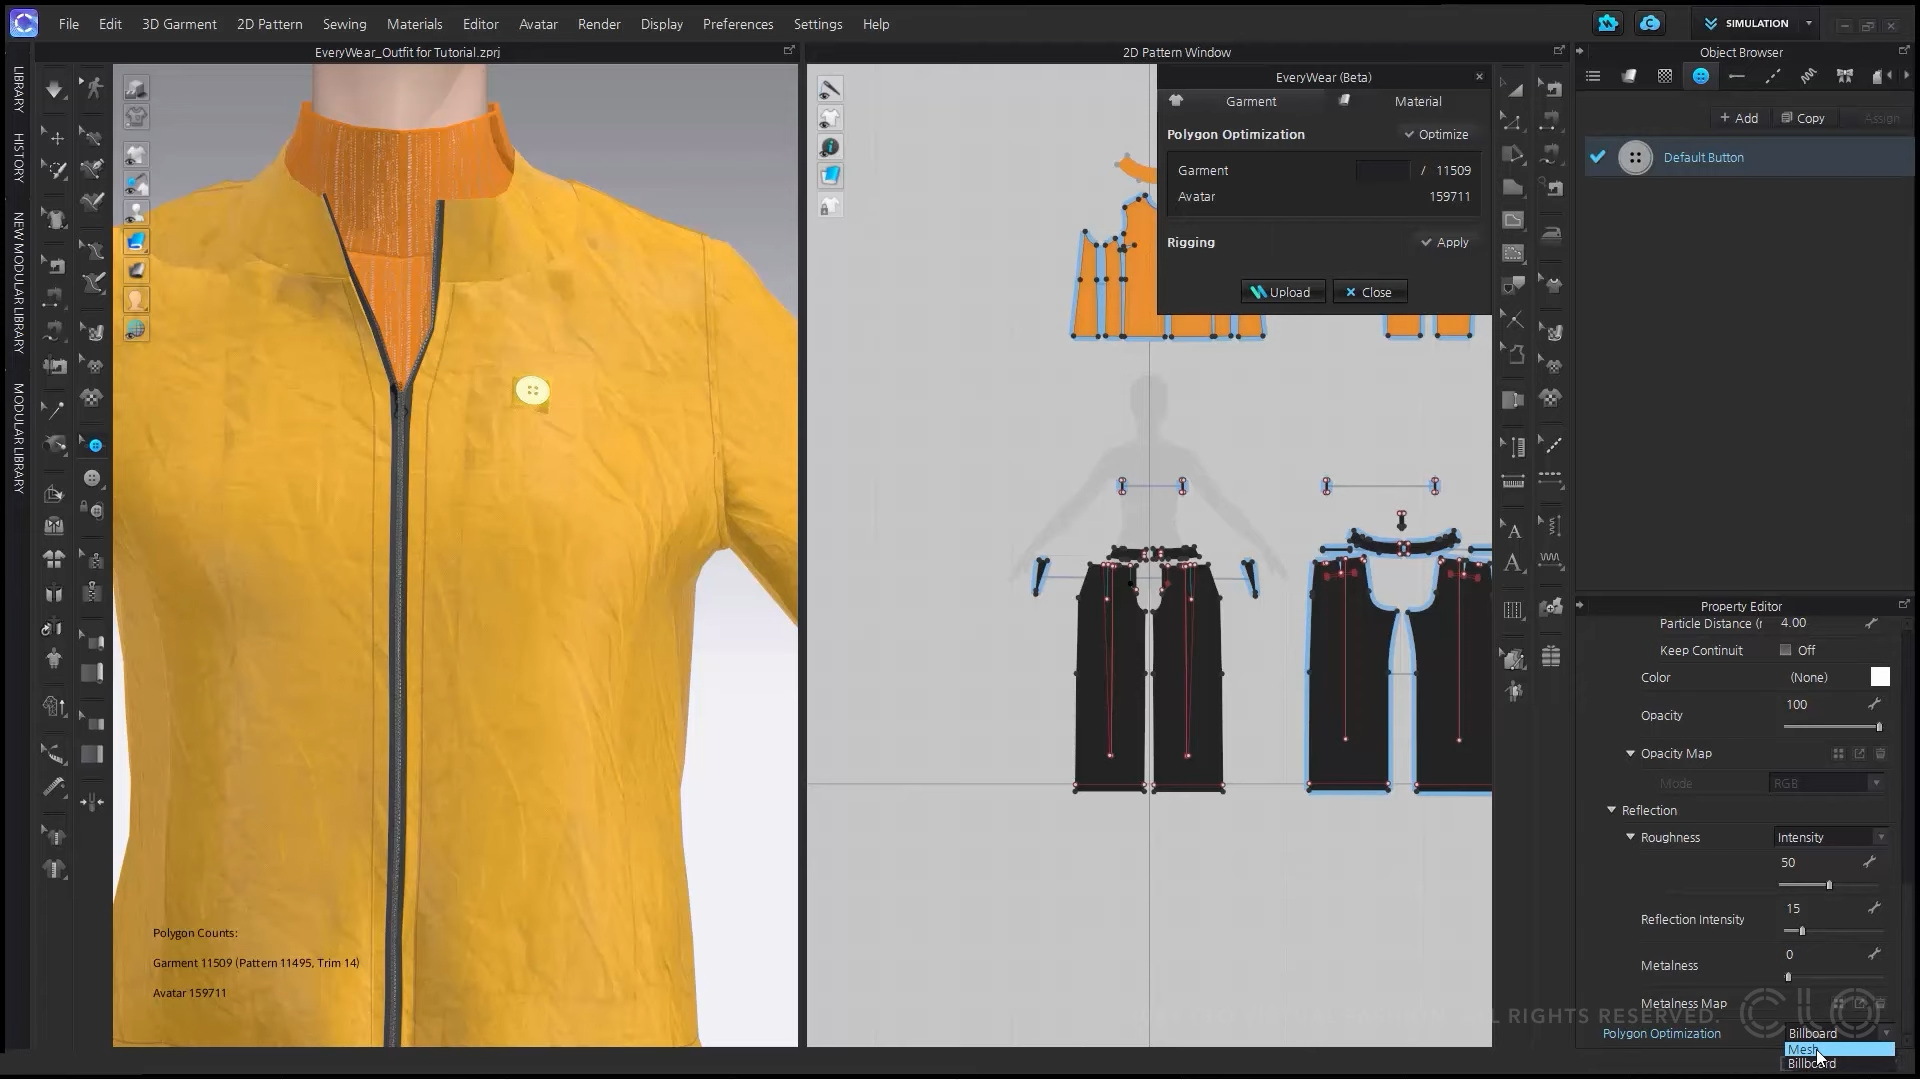 File Edit 3D Garment 2D Pattern Sewing Materials Editor Avatar Render Display Preferences Settings Help
SIMULATION
EveryWear_Outfit for Tutorial.zprj
2D Pattern Window
Object Browser
LIBRARY
HISTORY
NEW MODULAR LIBRARY
MODULAR LIBRARY
EveryWear (Beta)
Garment Material
Polygon Optimization Optimize
Garment / 11509
Avatar 159711
Rigging Apply
Upload Close
+ Add Copy Assign
Default Button
Polygon Counts:
Garment 11509 (Pattern 11495, Trim 14)
Avatar 159711
Property Editor
Particle Distance (r 4.00
Keep Continuit Off
Color (None)
Opacity 100
Opacity Map
Mode RGB
Reflection
Roughness Intensity
50
Reflection Intensity 15
Metalness 0
Metalness Map
ALL RIGHTS RESERVED.
CLO
Polygon Optimization Billboard
Mesh
Billboard